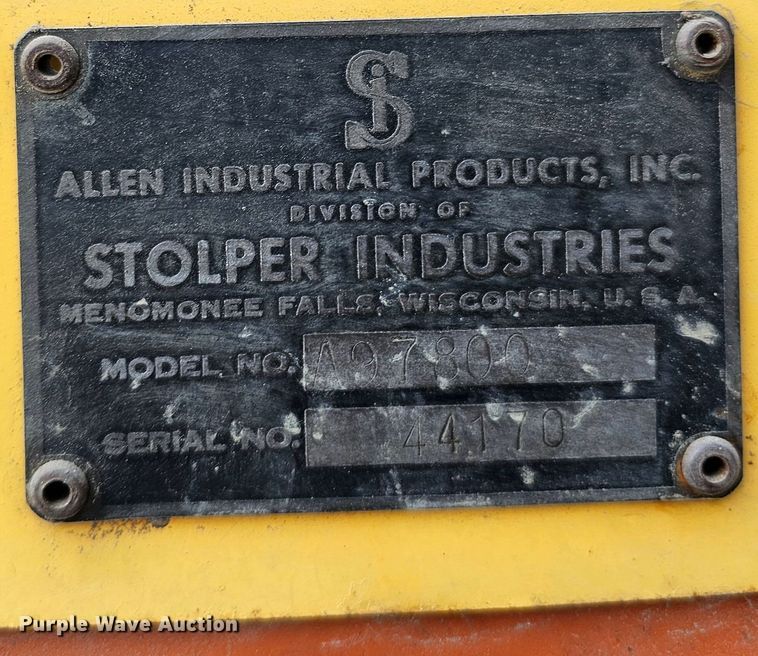 Si
ALLEN INDUSTRIAL PRODUCTS, INC.
DIVISION OF
STOLPER INDUSTRIES
MENOMONEE FALLS, WISCONSIN, U. S. A.
MODEL NO. A97800
SERIAL NO. 44170
Purple Wave Auction